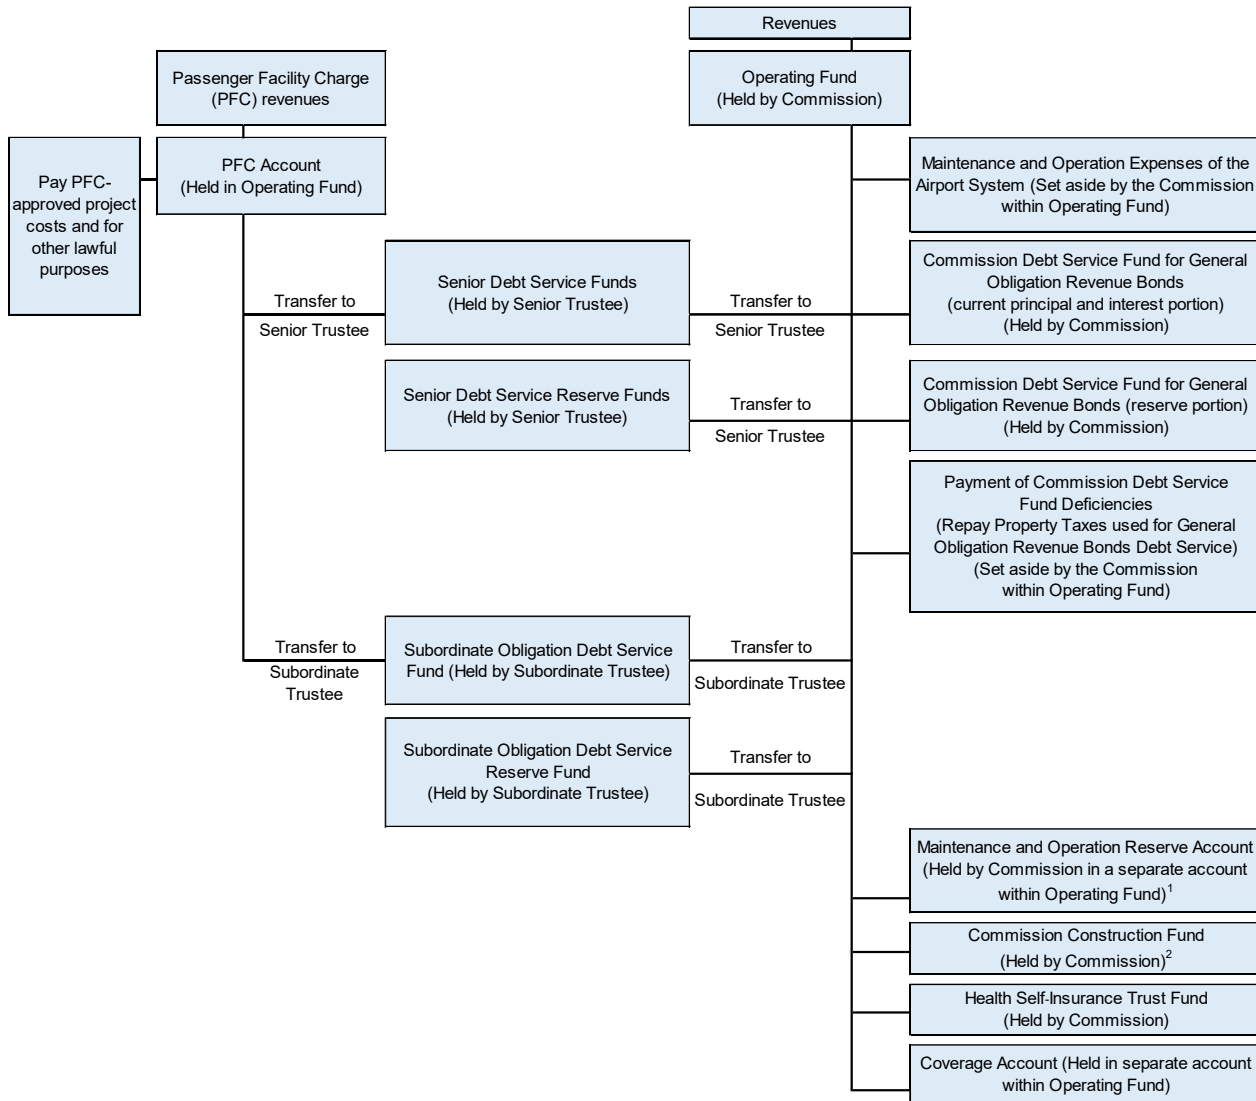 Revenues
Passenger Facility Charge
(PFC) revenues
Operating Fund
(Held by Commission)
Pay PFC-
approved project
costs and for
other lawful
purposes
PFC Account
(Held in Operating Fund)
Maintenance and Operation Expenses of the
Airport System (Set aside by the Commission
within Operating Fund)
Transfer to
Senior Trustee
Senior Debt Service Funds
(Held by Senior Trustee)
Transfer to
Senior Trustee
Commission Debt Service Fund for General
Obligation Revenue Bonds
(current principal and interest portion)
(Held by Commission)
Senior Debt Service Reserve Funds
(Held by Senior Trustee)
Transfer to
Senior Trustee
Commission Debt Service Fund for General
Obligation Revenue Bonds (reserve portion)
(Held by Commission)
Payment of Commission Debt Service
Fund Deficiencies
(Repay Property Taxes used for General
Obligation Revenue Bonds Debt Service)
(Set aside by the Commission
within Operating Fund)
Transfer to
Subordinate
Trustee
Subordinate Obligation Debt Service
Fund (Held by Subordinate Trustee)
Transfer to
Subordinate Trustee
Subordinate Obligation Debt Service
Reserve Fund
(Held by Subordinate Trustee)
Transfer to
Subordinate Trustee
Maintenance and Operation Reserve Account
(Held by Commission in a separate account
within Operating Fund)1
Commission Construction Fund
(Held by Commission)2
Health Self-Insurance Trust Fund
(Held by Commission)
Coverage Account (Held in separate account
within Operating Fund)